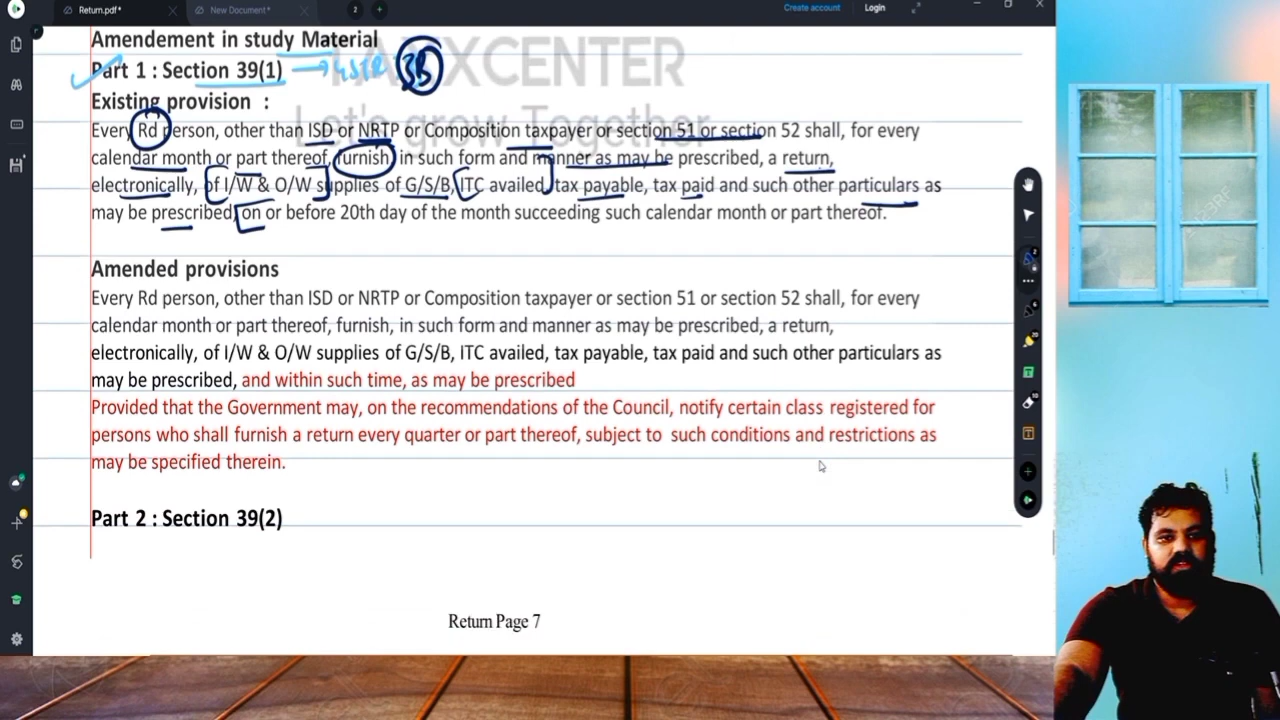 Return.pdf*
New Document*
2
Create account
Login
Amendement in study Material
TAXXCENTER
Part 1 : Section 39(1) → GSTR 3B
Let's grow Together
Existing provision :
Every Rd person, other than ISD or NRTP or Composition taxpayer or section 51 or section 52 shall, for every
calendar month or part thereof, furnish in such form and manner as may be prescribed, a return,
electronically, of I/W & O/W supplies of G/S/B, ITC availed, tax payable, tax paid and such other particulars as
may be prescribed, on or before 20th day of the month succeeding such calendar month or part thereof.
Amended provisions
Every Rd person, other than ISD or NRTP or Composition taxpayer or section 51 or section 52 shall, for every
calendar month or part thereof, furnish, in such form and manner as may be prescribed, a return,
electronically, of I/W & O/W supplies of G/S/B, ITC availed, tax payable, tax paid and such other particulars as
may be prescribed, and within such time, as may be prescribed
Provided that the Government may, on the recommendations of the Council, notify certain class registered for
persons who shall furnish a return every quarter or part thereof, subject to such conditions and restrictions as
may be specified therein.
Part 2 : Section 39(2)
Return Page 7